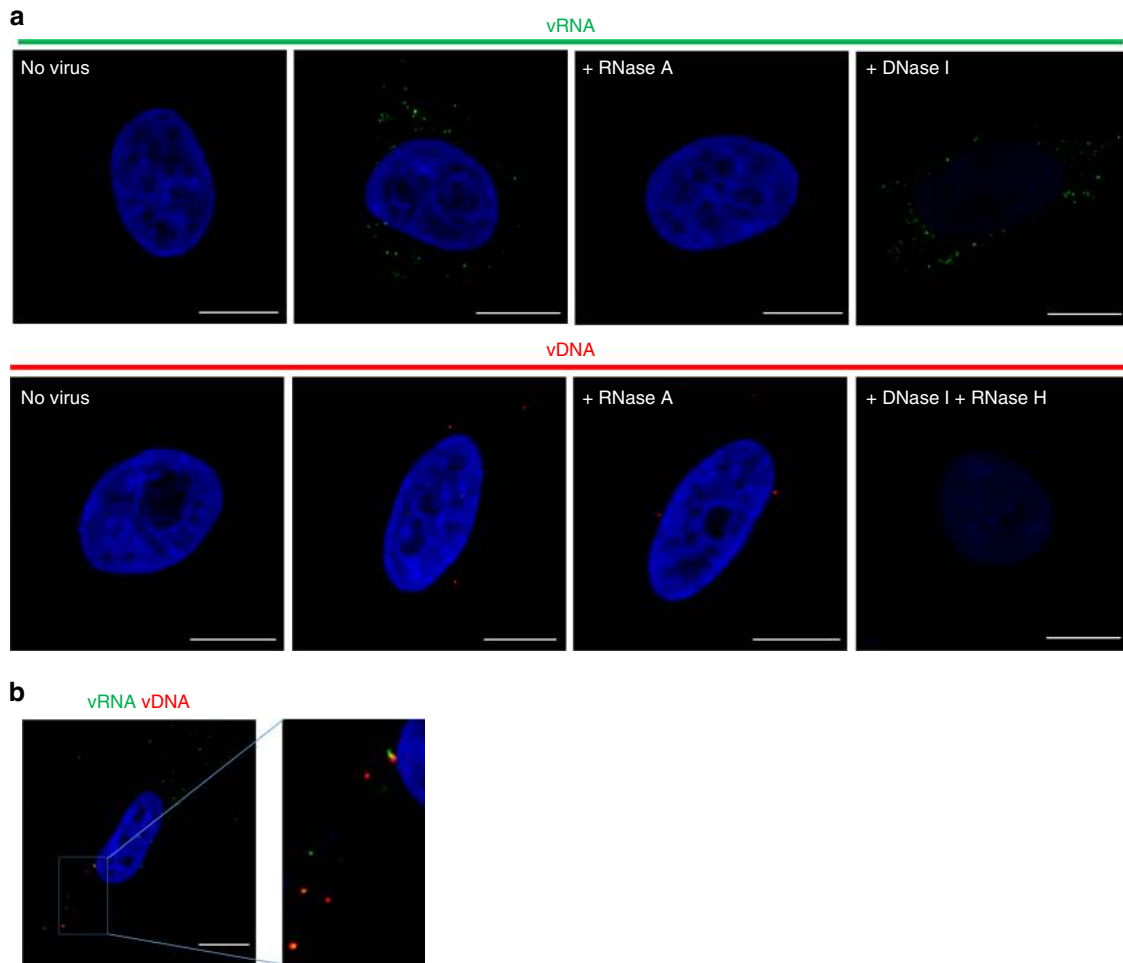 a
vRNA
No virus
+ RNase A
+ DNase I
vDNA
No virus
+ RNase A
+ DNase I + RNase H
b
vRNA vDNA